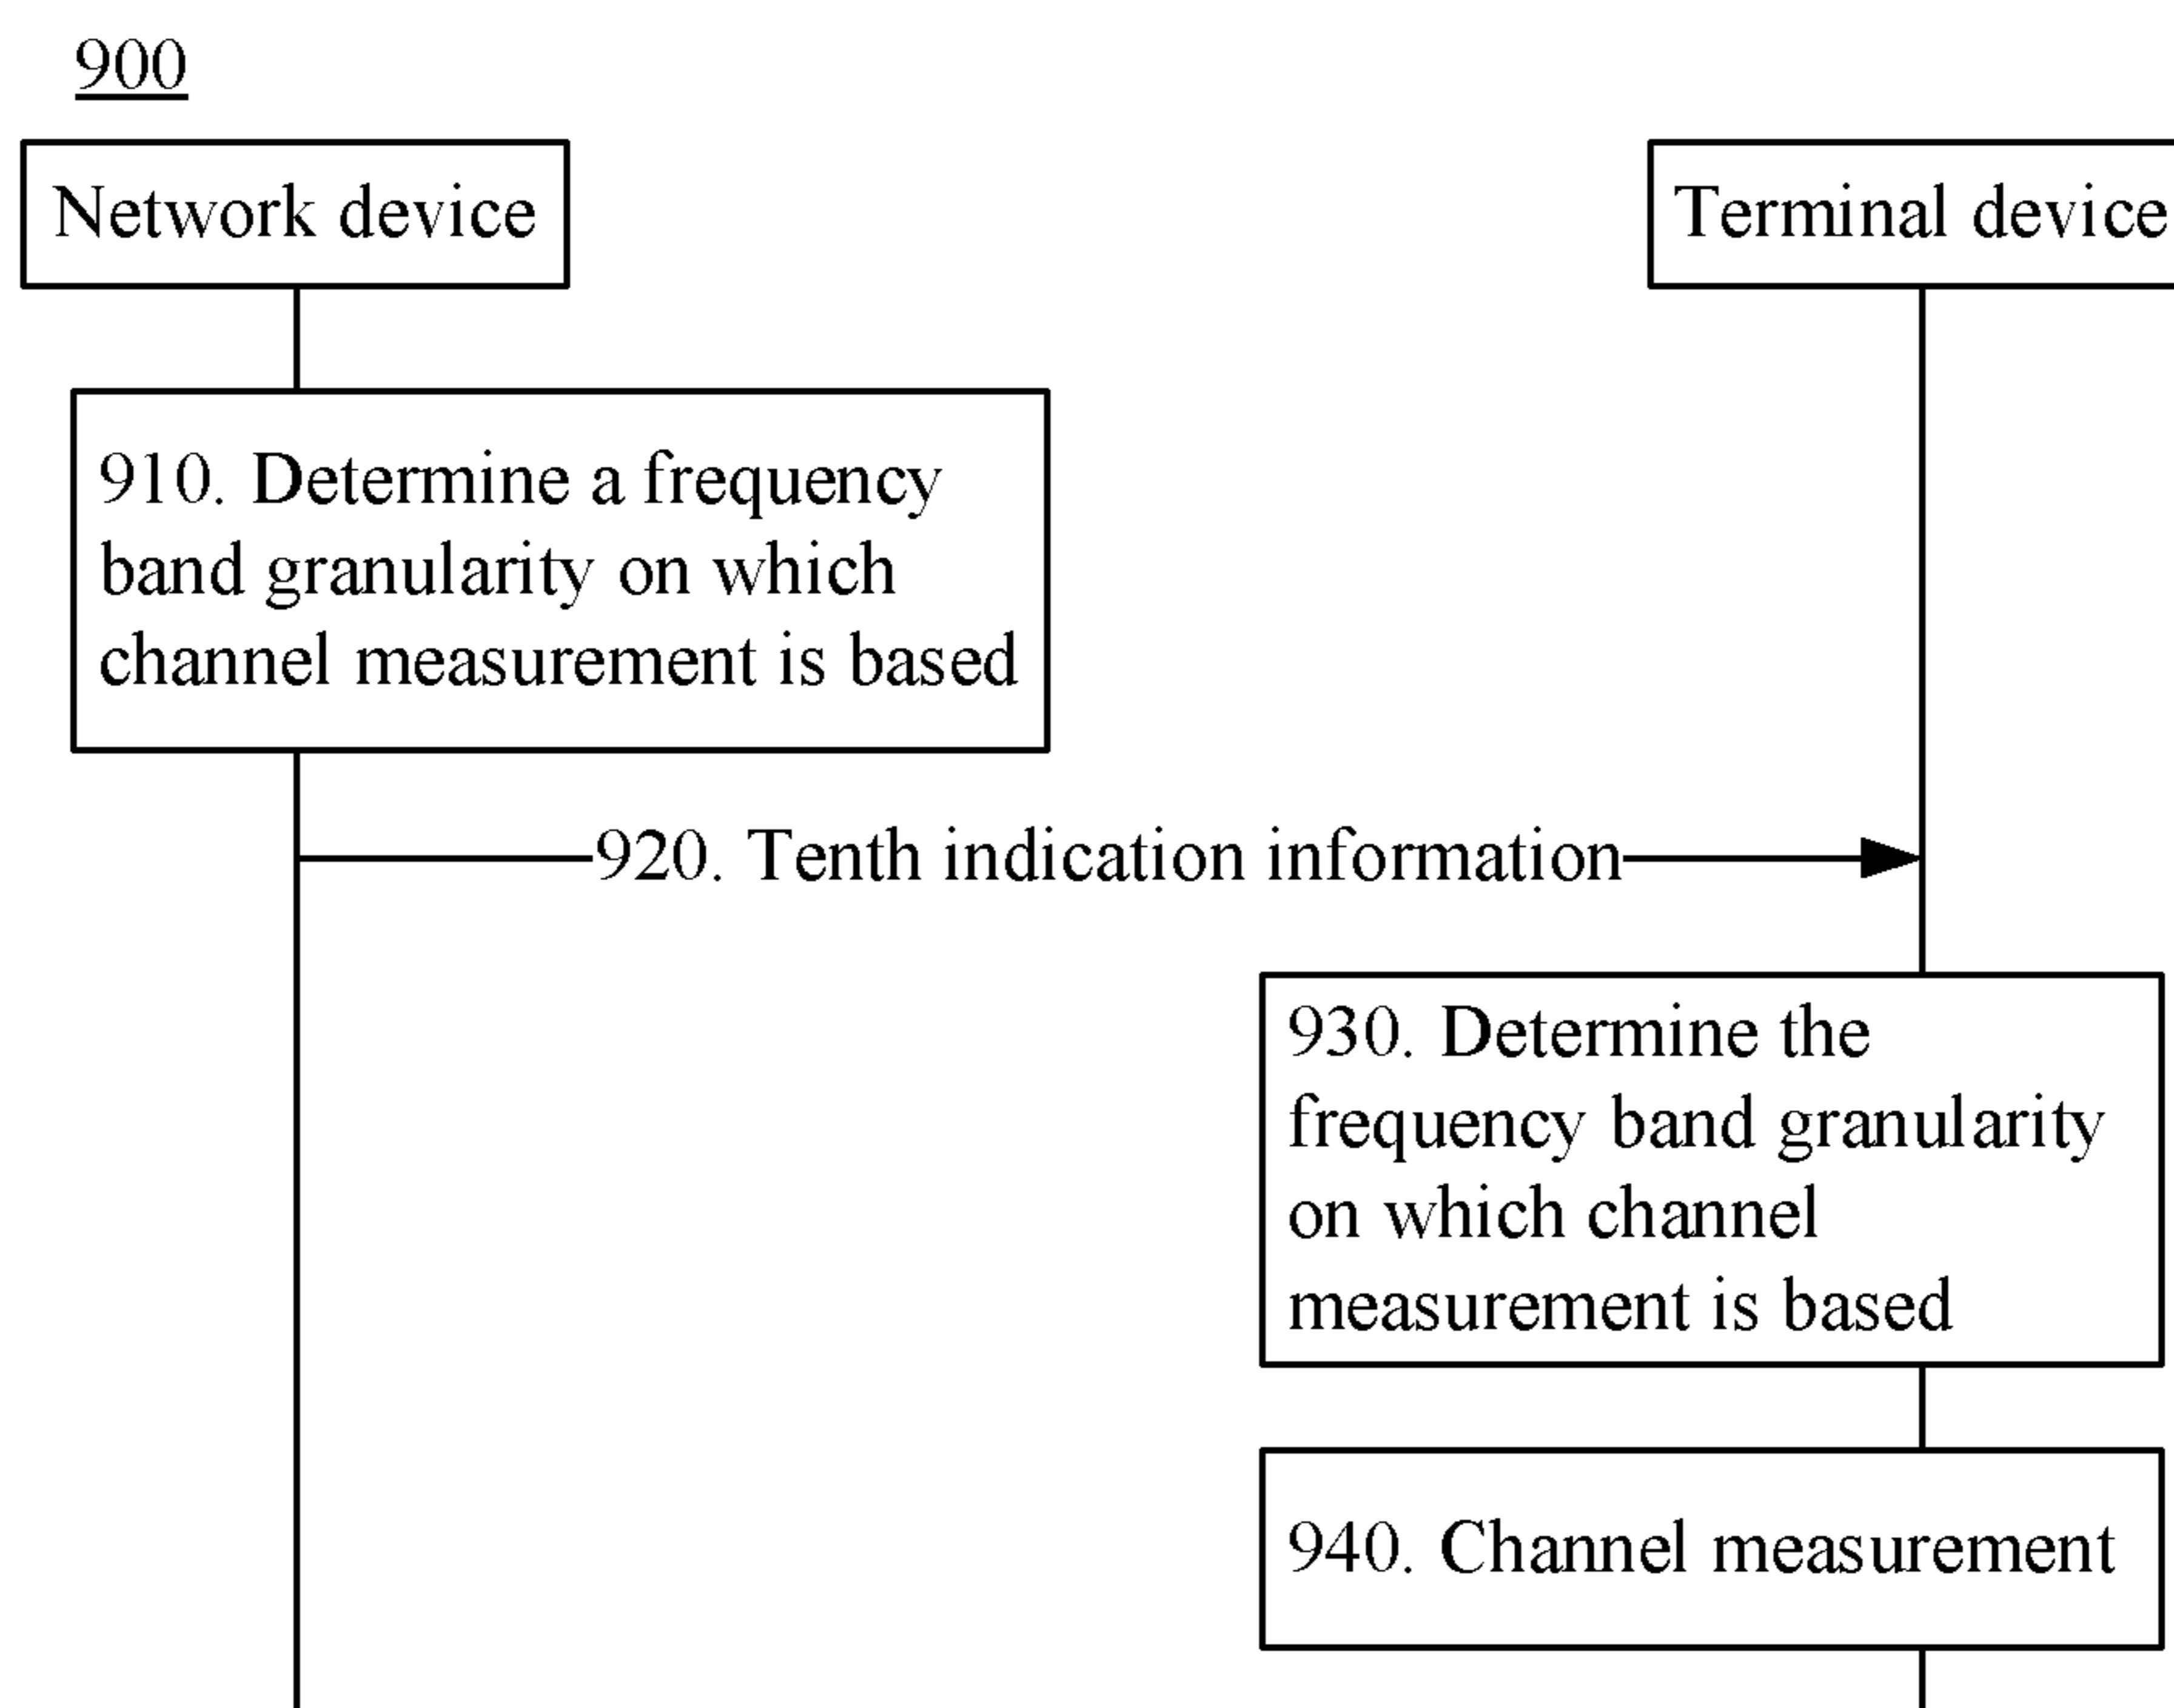 900
Network device
Terminal device
910. Determine a frequency
band granularity on which
channel measurement is based
920. Tenth indication information
930. Determine the
frequency band granularity
on which channel
measurement is based
940. Channel measurement